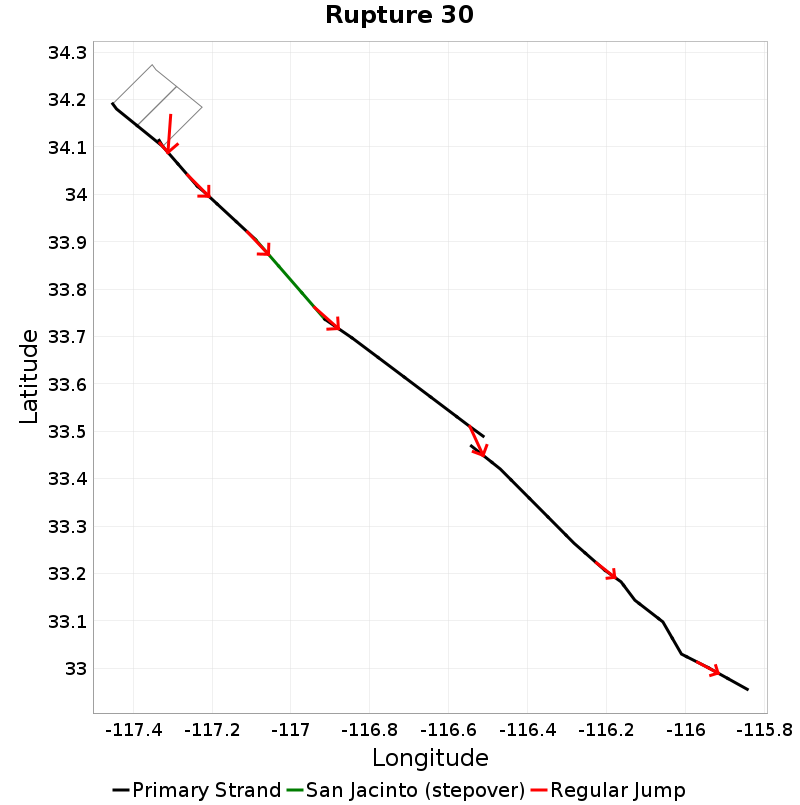 Rupture 30
34.3
34.2
34.1
34
33.9
33.8
33.7
33.6
33.5
33.4
33.3
33.2
33.1
33
Latitude
-117.4 -117.2 -117 -116.8 -116.6 -116.4 -116.2 -116 -115.8
Longitude
Primary Strand San Jacinto (stepover) Regular Jump